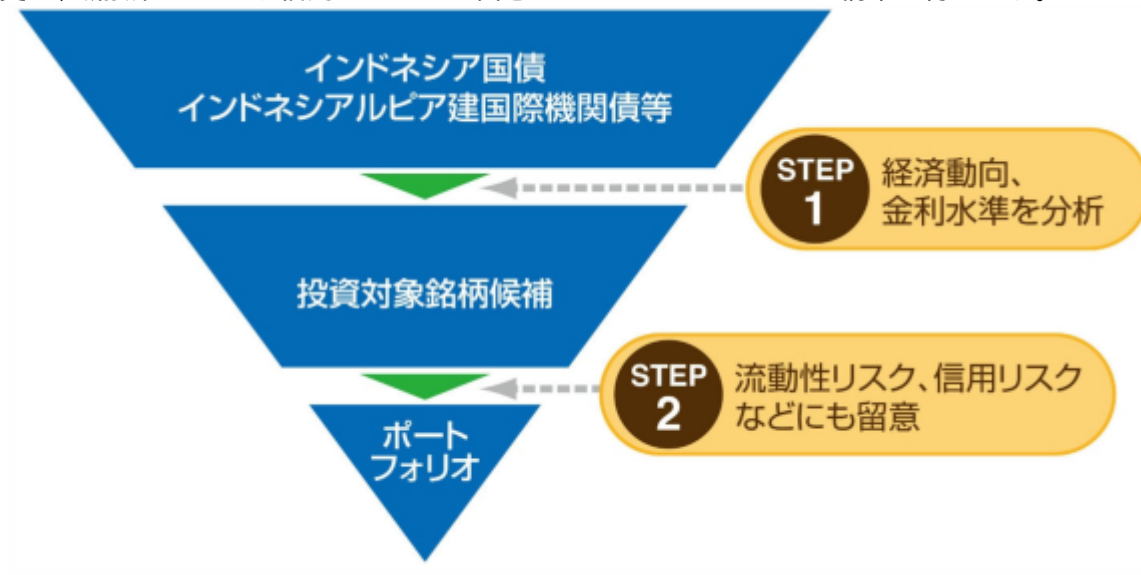 インドネシア国債
インドネシアルピア建国際機関債等
STEP
1
経済動向、
金利水準を分析
投資対象銘柄候補
STEP
2
流動性リスク、信用リスク
などにも留意
ポート
フォリオ